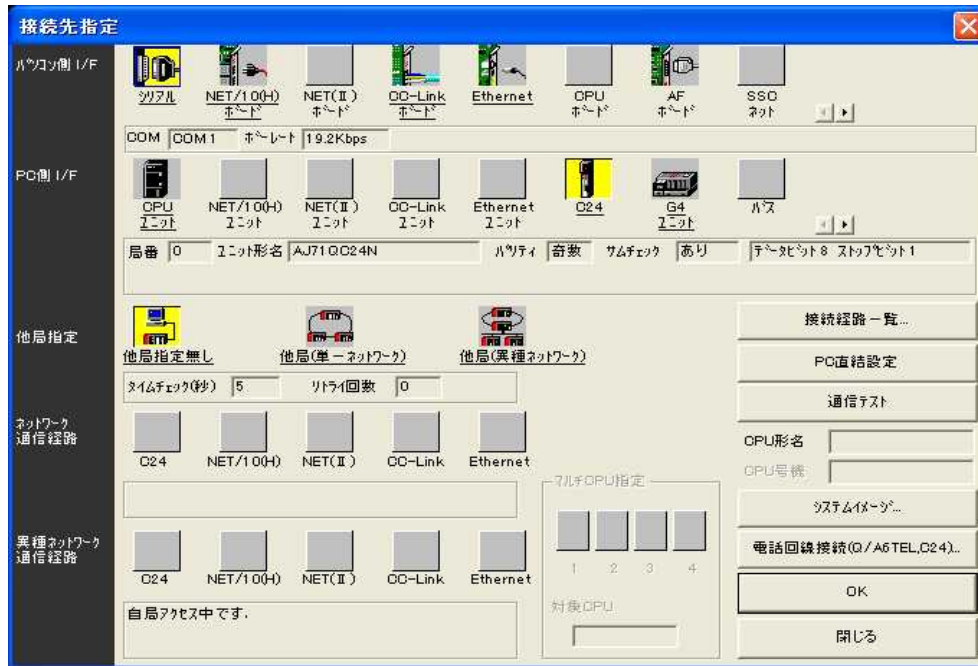 接続先指定
パソコン側 I/F
シリアル
NET/10(H)
ボード
NET(Ⅱ)
ボード
CC-Link
ボード
Ethernet
CPU
ボード
AF
ボード
SSC
ネット
COM COM1 ボーレート 19.2Kbps
PC側 I/F
CPU
ユニット
NET/10(H)
ユニット
NET(Ⅱ)
ユニット
CC-Link
ユニット
Ethernet
ユニット
C24
G4
ユニット
バス
局番 0 ユニット形名 AJ71QC24N パリティ 奇数 サムチェック あり データビット8 ストップビット1
他局指定
他局指定無し
他局(単一ネットワーク)
他局(異種ネットワーク)
タイムチェック(秒) 5 リトライ回数 0
ネットワーク
通信経路
C24
NET/10(H)
NET(Ⅱ)
CC-Link
Ethernet
異種ネットワーク
通信経路
C24
NET/10(H)
NET(Ⅱ)
CC-Link
Ethernet
自局アクセス中です.
マルチCPU指定
1 2 3 4
対象CPU
接続経路一覧...
PC直結設定
通信テスト
CPU形名
CPU号機
システムイメージ...
電話回線接続(Q/A6TEL,C24)...
OK
閉じる